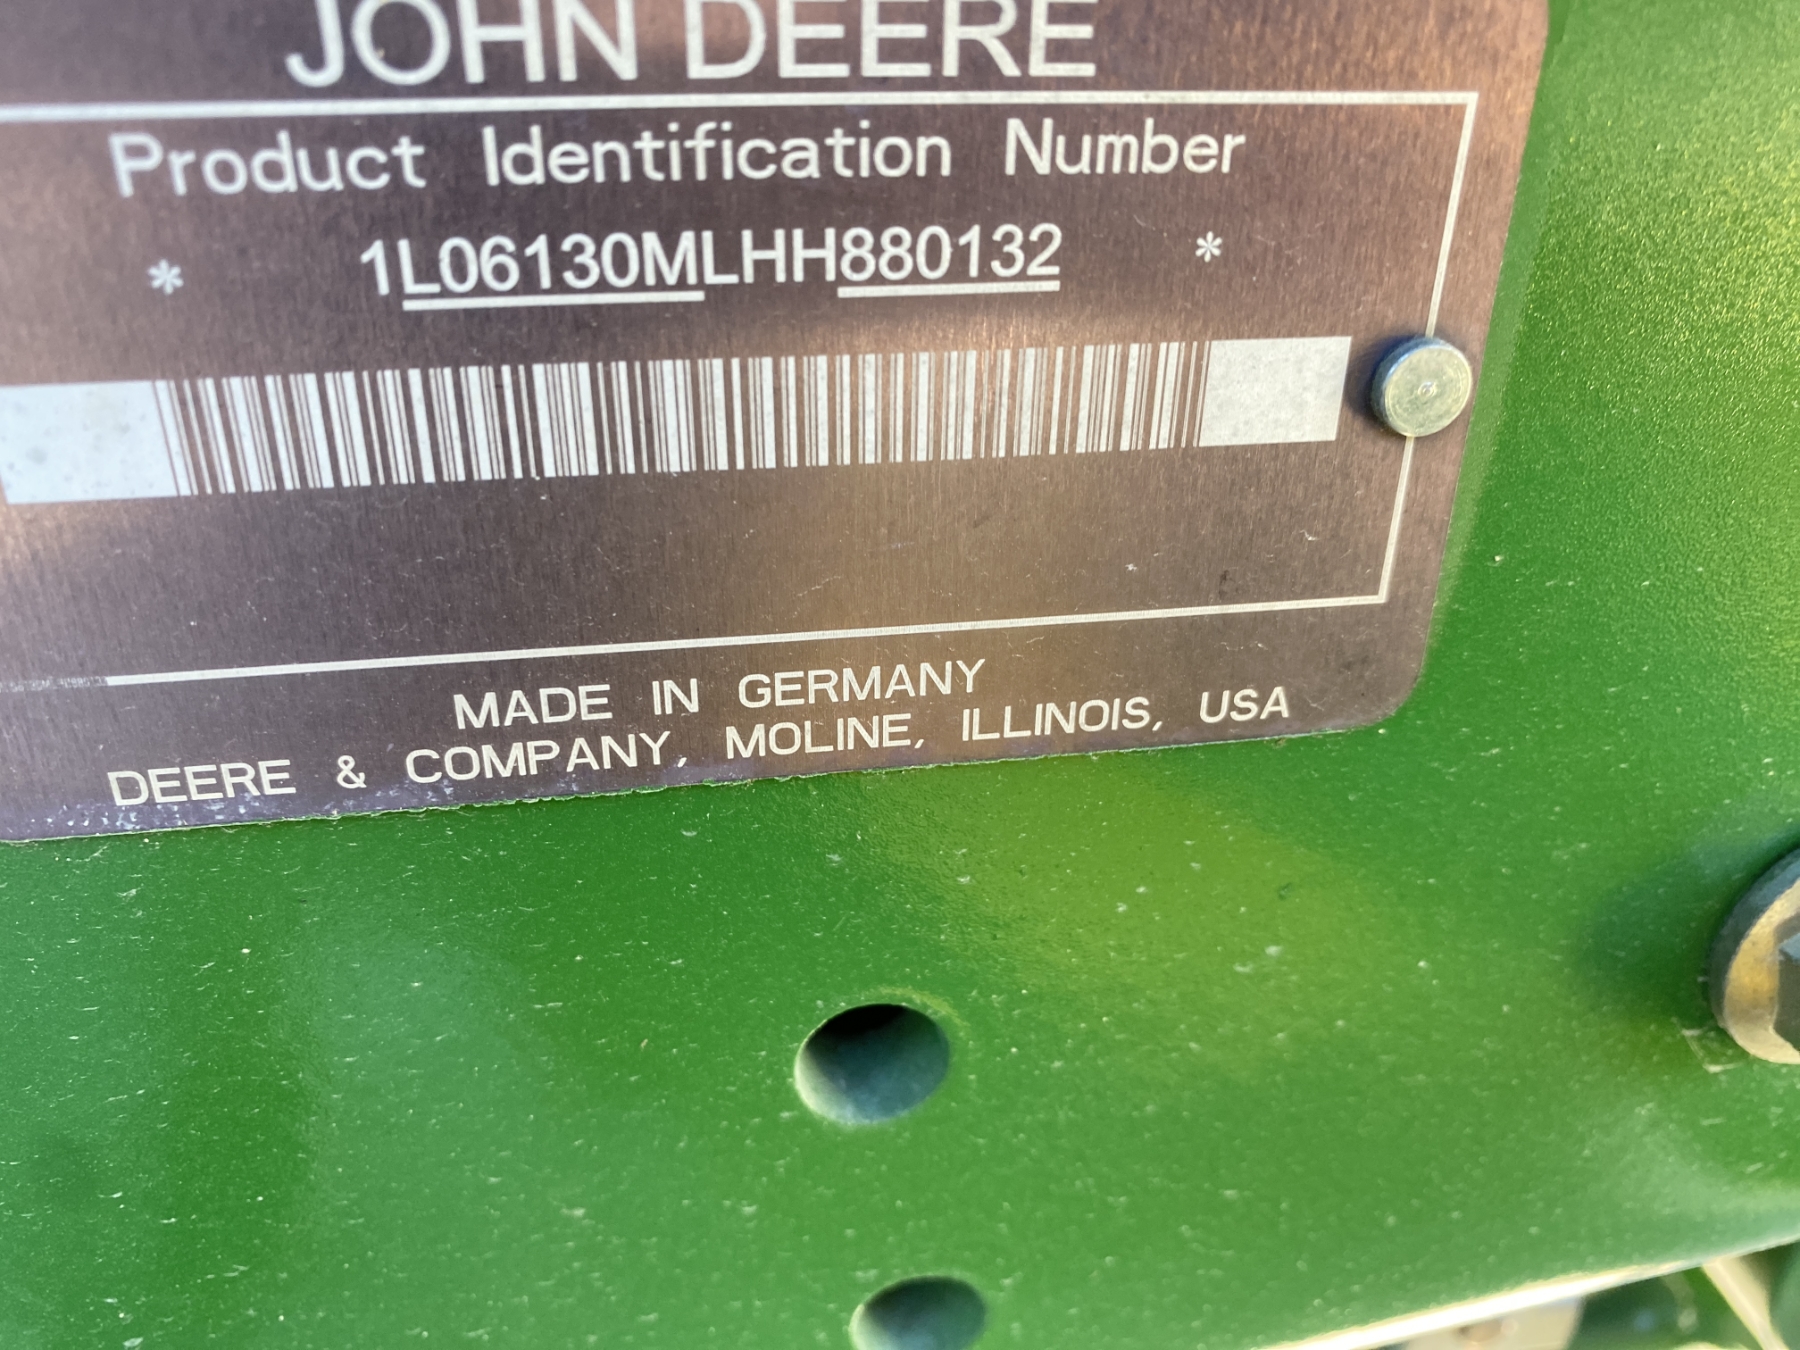 JOHN DEERE
Product Identification Number
* 1L06130MLHH880132 *
MADE IN GERMANY
DEERE & COMPANY, MOLINE, ILLINOIS, USA